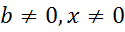 b ≠ 0, x ≠ 0